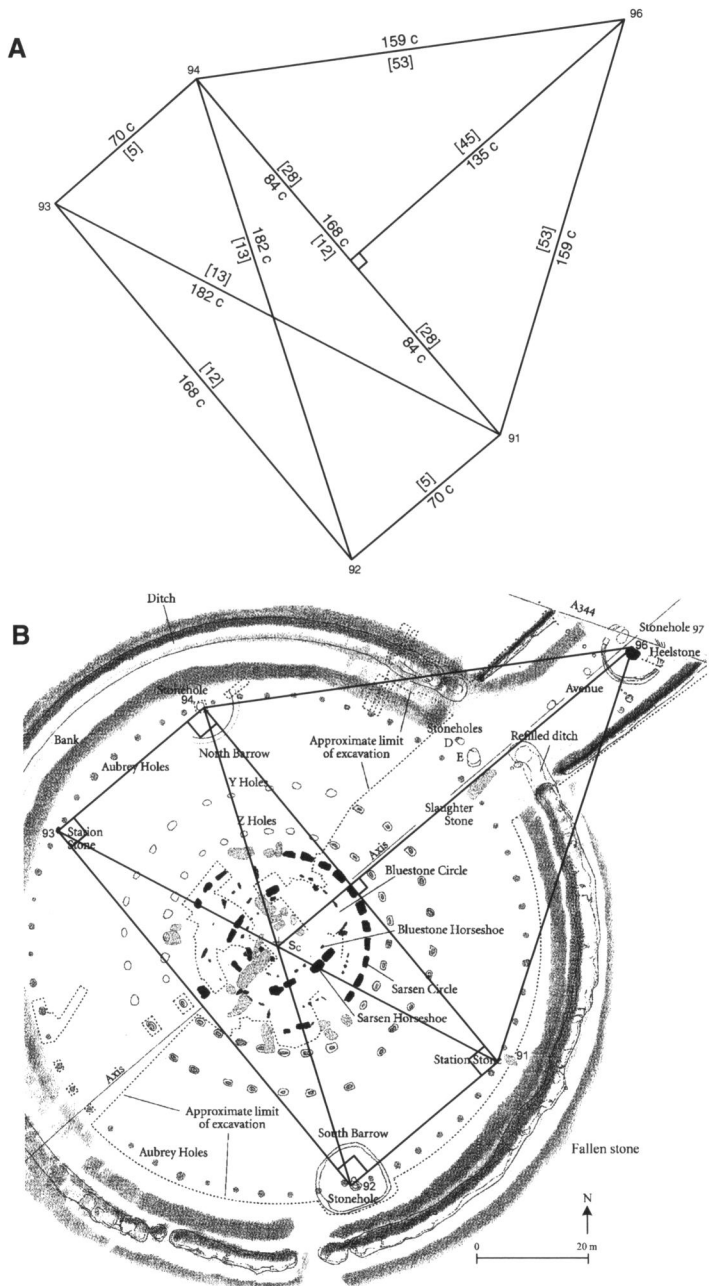 A
96
159 c
[53]
94
70 c
[5]
[45]
135 c
[28]
84 c
93
168 c
[12]
182 c
[13]
[53]
159 c
[13]
182 c
[28]
84 c
[12]
168 c
91
[5]
70 c
92
B
Ditch
A344
Stonehole 97
96
Heelstone
Stonehole
94
Avenue
Bank
North Barrow
Approximate limit
of excavation
Stoneholes
D
E
Refilled ditch
Aubrey Holes
Y Holes
Slaughter
Stone
93
Station
Stone
Z Holes
Axis
Bluestone Circle
Sc
Bluestone Horseshoe
Sarsen Circle
Sarsen Horseshoe
Station Stone
91
Axis
Approximate limit
of excavation
South Barrow
Aubrey Holes
Fallen stone
92
Stonehole
N
0
20 m